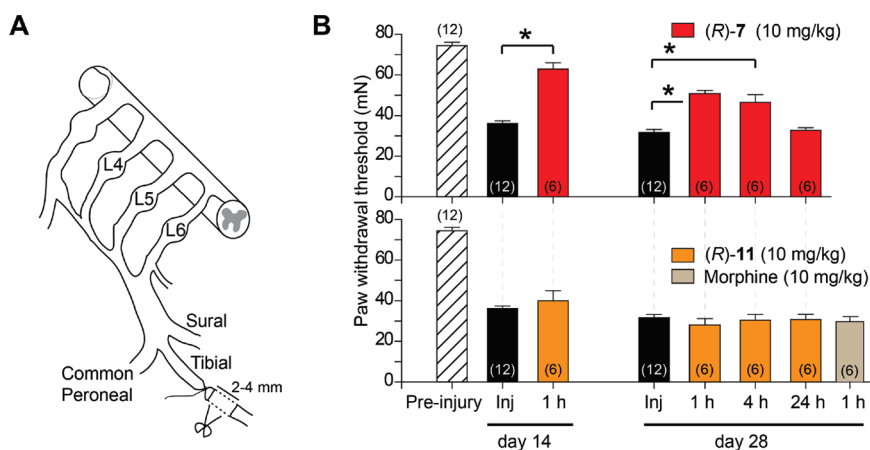 A
L4
L5
L6
Sural
Tibial
Common
Peroneal
2-4 mm
B
Paw withdrawal threshold (mN)
80
60
40
20
0
(12)
(12)
*
(6)
(R)-7 (10 mg/kg)
*
*
(12)
(6)
(6)
(6)
80
60
40
20
0
(12)
(12)
(6)
(R)-11 (10 mg/kg)
Morphine (10 mg/kg)
(12)
(6)
(6)
(6)
(6)
Pre-injury Inj 1 h Inj 1 h 4 h 24 h 1 h
day 14 day 28